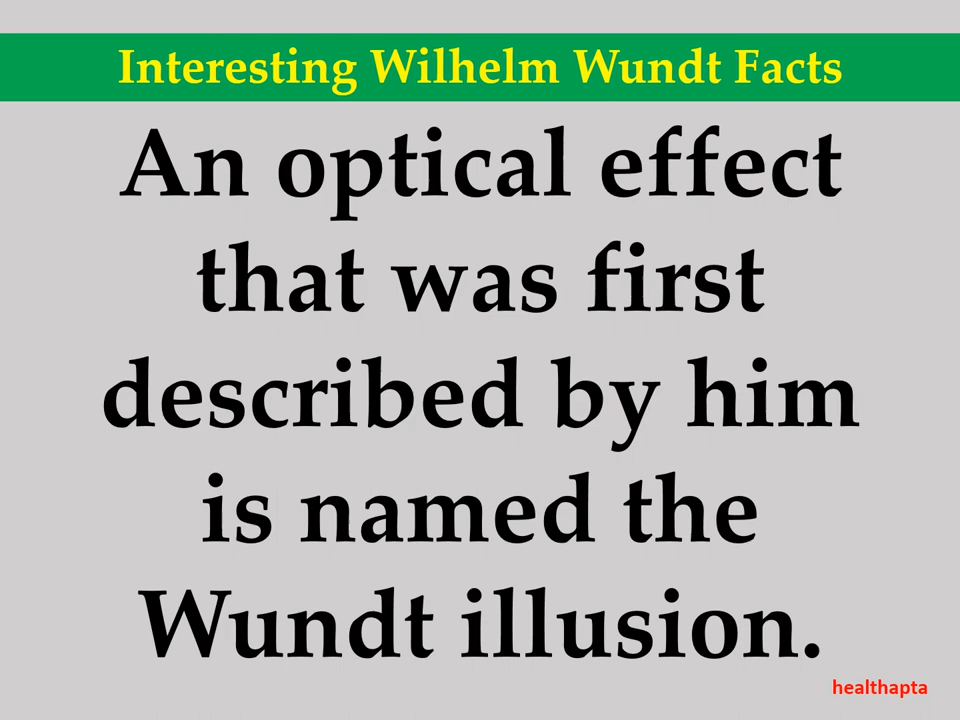 Interesting Wilhelm Wundt Facts
An optical effect
that was first
described by him
is named the
Wundt illusion.
healthapta